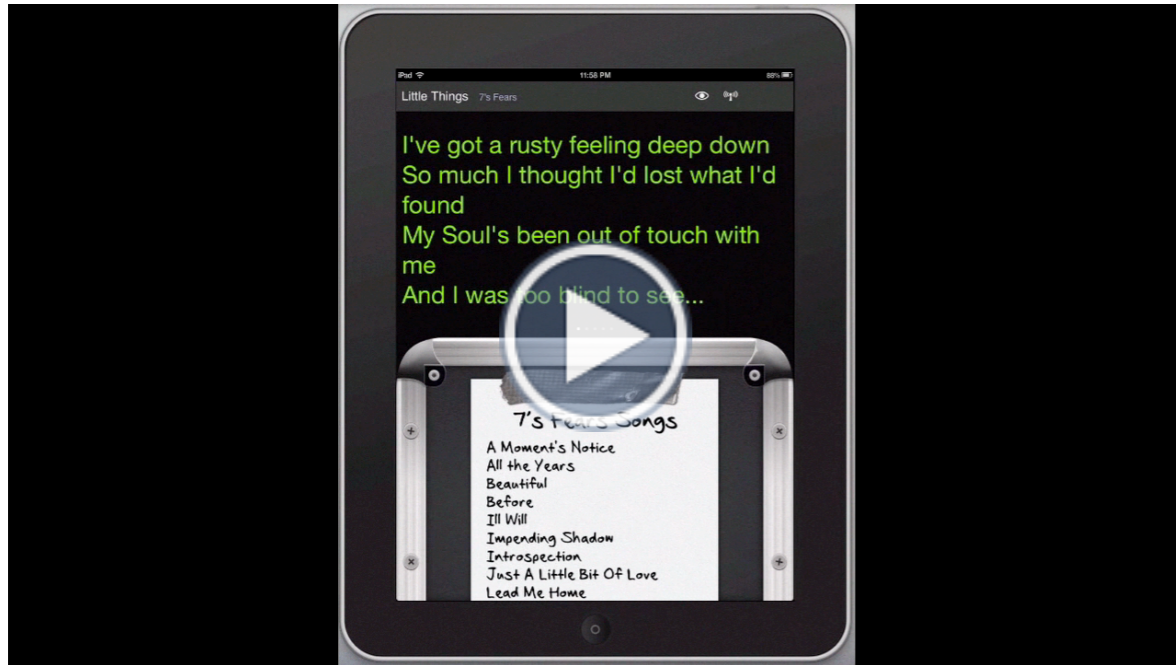 iPad 11:58 PM 88%
Little Things 7's Fears
I've got a rusty feeling deep down
So much I thought I'd lost what I'd
found
My Soul's been out of touch with
me
And I was too blind to see...
7's Fears Songs
A Moment's Notice
All the Years
Beautiful
Before
Ill Will
Impending Shadow
Introspection
Just A Little Bit Of Love
Lead Me Home